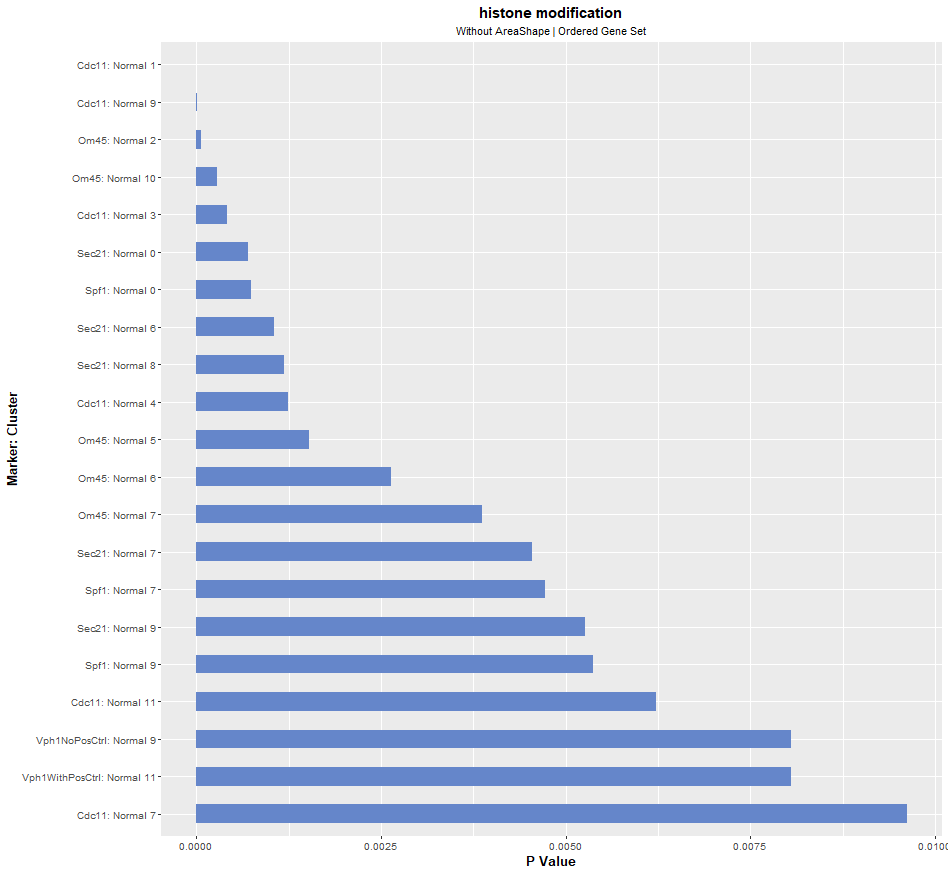 histone modification
Without AreaShape | Ordered Gene Set
Marker: Cluster
Cdc11: Normal 1
Cdc11: Normal 9
Om45: Normal 2
Om45: Normal 10
Cdc11: Normal 3
Sec21: Normal 0
Spf1: Normal 0
Sec21: Normal 6
Sec21: Normal 8
Cdc11: Normal 4
Om45: Normal 5
Om45: Normal 6
Om45: Normal 7
Sec21: Normal 7
Spf1: Normal 7
Sec21: Normal 9
Spf1: Normal 9
Cdc11: Normal 11
Vph1NoPosCtrl: Normal 9
Vph1WithPosCtrl: Normal 11
Cdc11: Normal 7
0.0000 0.0025 0.0050 0.0075 0.0100
P Value